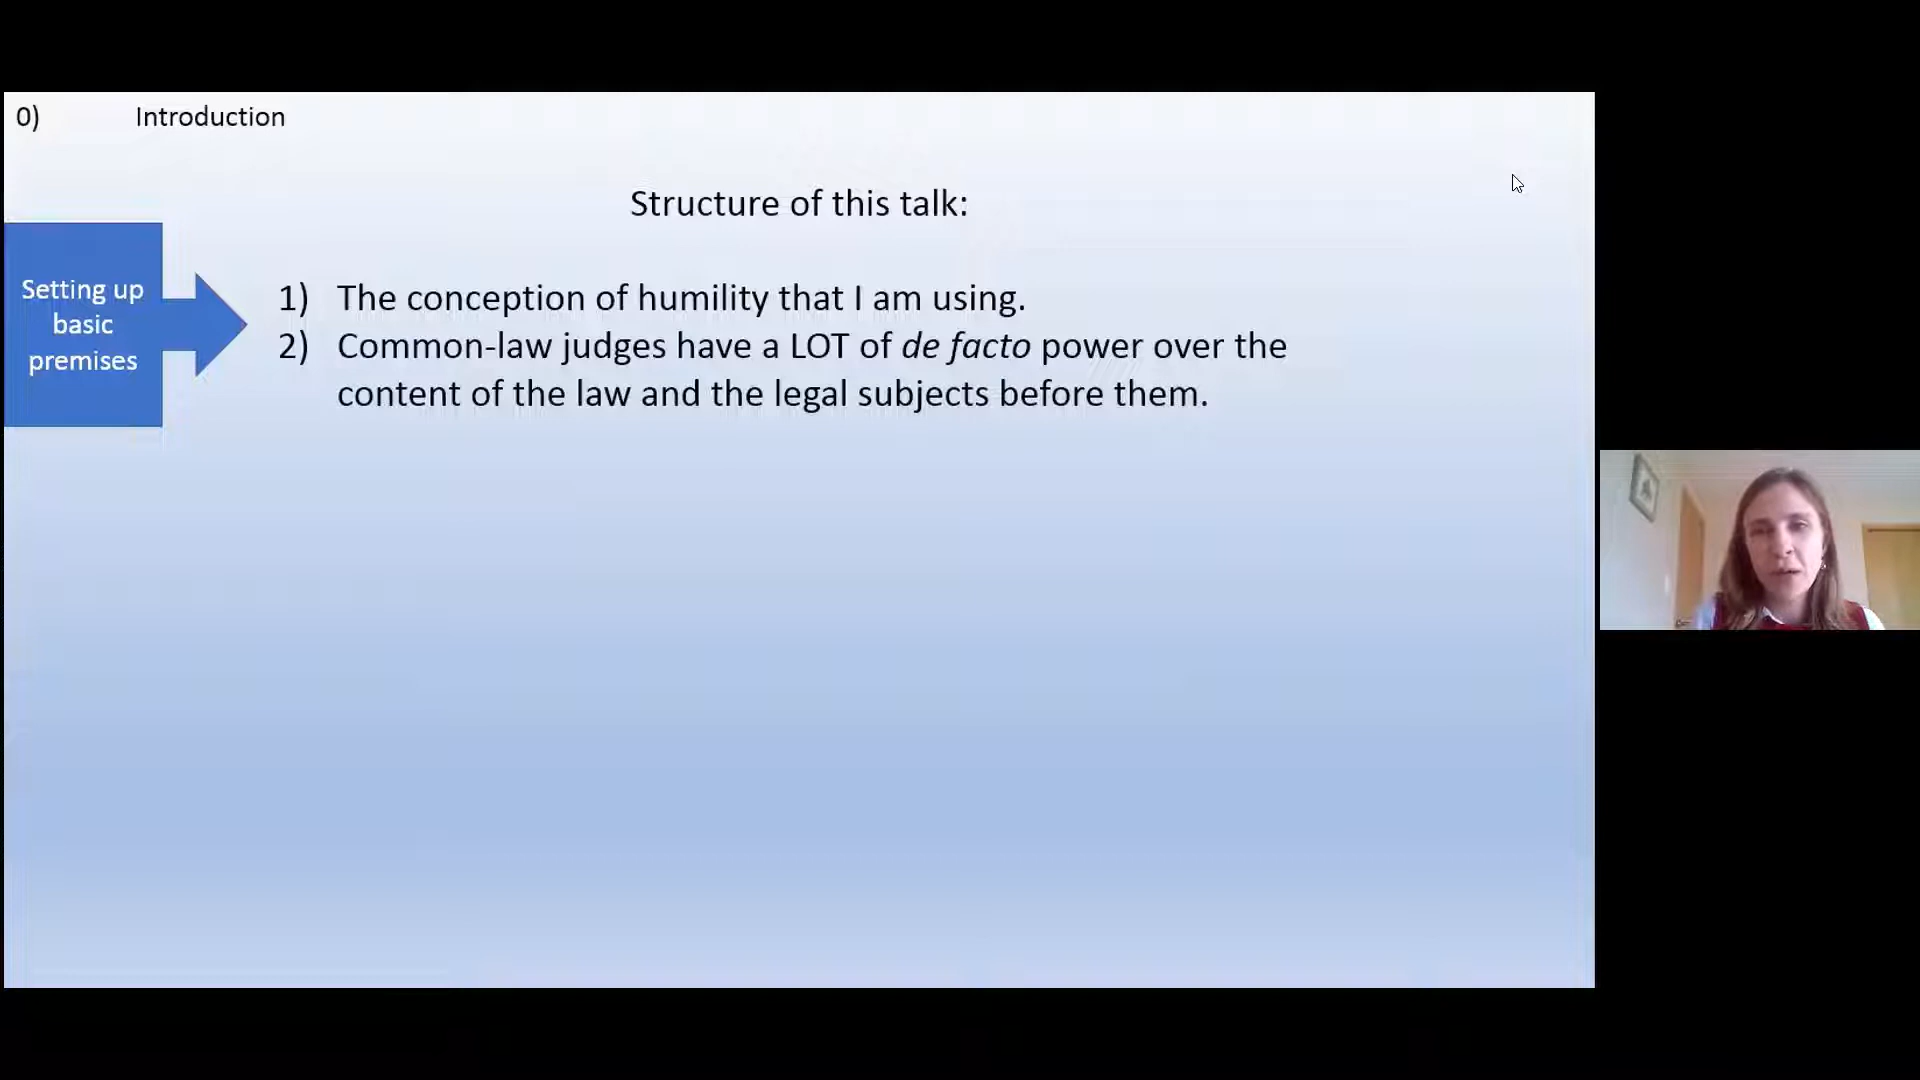 0) Introduction
Structure of this talk:
Setting up
basic
premises
1) The conception of humility that I am using.
2) Common-law judges have a LOT of de facto power over the
content of the law and the legal subjects before them.